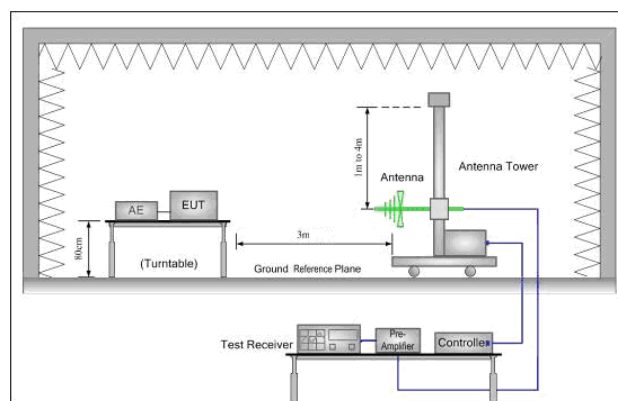 1m to 4m
Antenna
Antenna Tower
AE
EUT
80cm
(Turntable)
3m
Ground Reference Plane
Test Receiver
Pre-
Amplifier
Controller